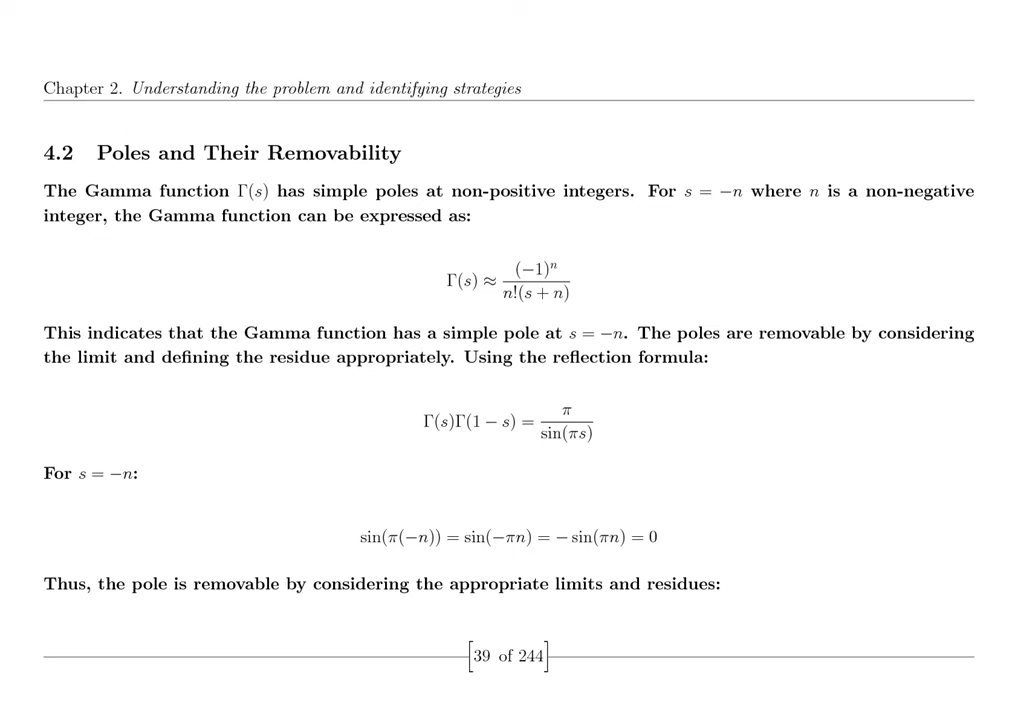 Chapter 2. Understanding the problem and identifying strategies
4.2 Poles and Their Removability
The Gamma function Γ(s) has simple poles at non-positive integers. For s = −n where n is a non-negative
integer, the Gamma function can be expressed as:
Γ(s) ≈ (−1)ⁿ / n!(s + n)
This indicates that the Gamma function has a simple pole at s = −n. The poles are removable by considering
the limit and defining the residue appropriately. Using the reflection formula:
Γ(s)Γ(1 − s) = π / sin(πs)
For s = −n:
sin(π(−n)) = sin(−πn) = − sin(πn) = 0
Thus, the pole is removable by considering the appropriate limits and residues:
[39 of 244]